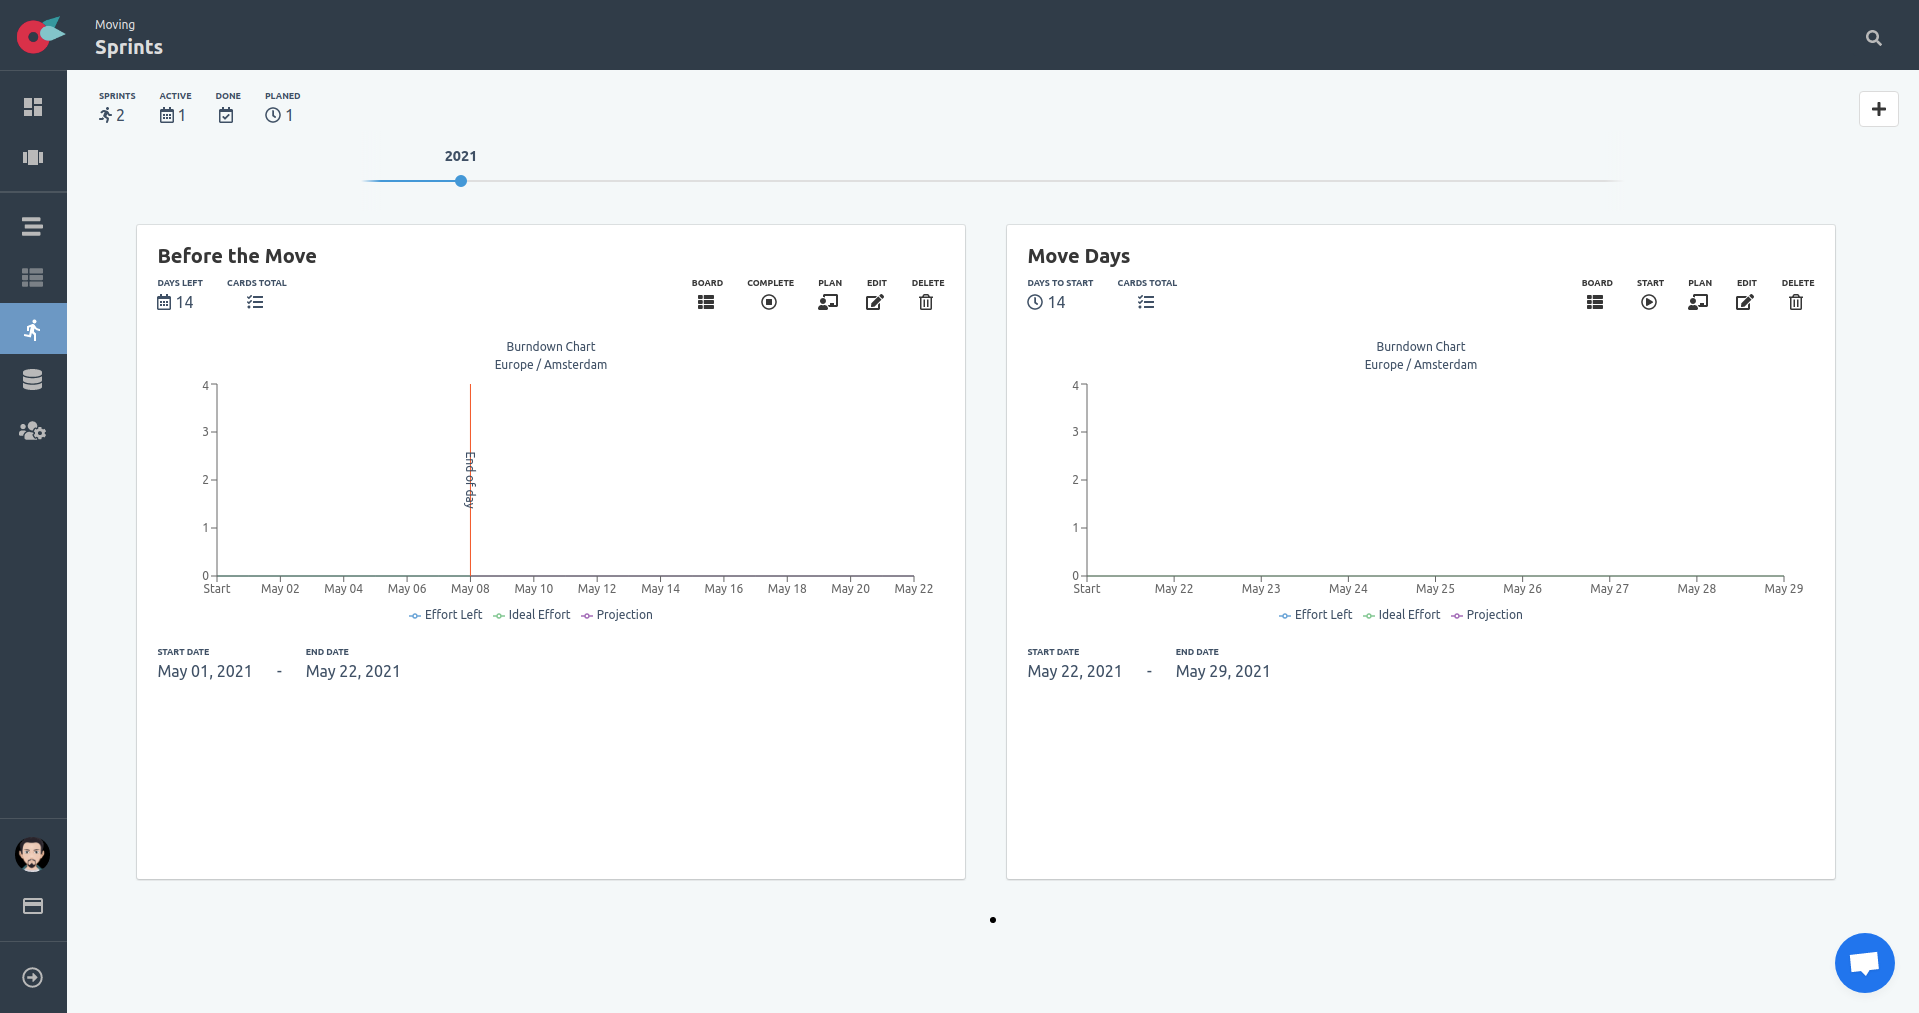 Moving
Sprints
SPRINTS ACTIVE DONE PLANED
2 1 1
2021
Before the Move
DAYS LEFT CARDS TOTAL BOARD COMPLETE PLAN EDIT DELETE
14
Burndown Chart
Europe / Amsterdam
4
3
2
1
0
End of day
Start May 02 May 04 May 06 May 08 May 10 May 12 May 14 May 16 May 18 May 20 May 22
Effort Left Ideal Effort Projection
START DATE END DATE
May 01, 2021 - May 22, 2021
Move Days
DAYS TO START CARDS TOTAL BOARD START PLAN EDIT DELETE
14
Burndown Chart
Europe / Amsterdam
4
3
2
1
0
Start May 22 May 23 May 24 May 25 May 26 May 27 May 28 May 29
Effort Left Ideal Effort Projection
START DATE END DATE
May 22, 2021 - May 29, 2021